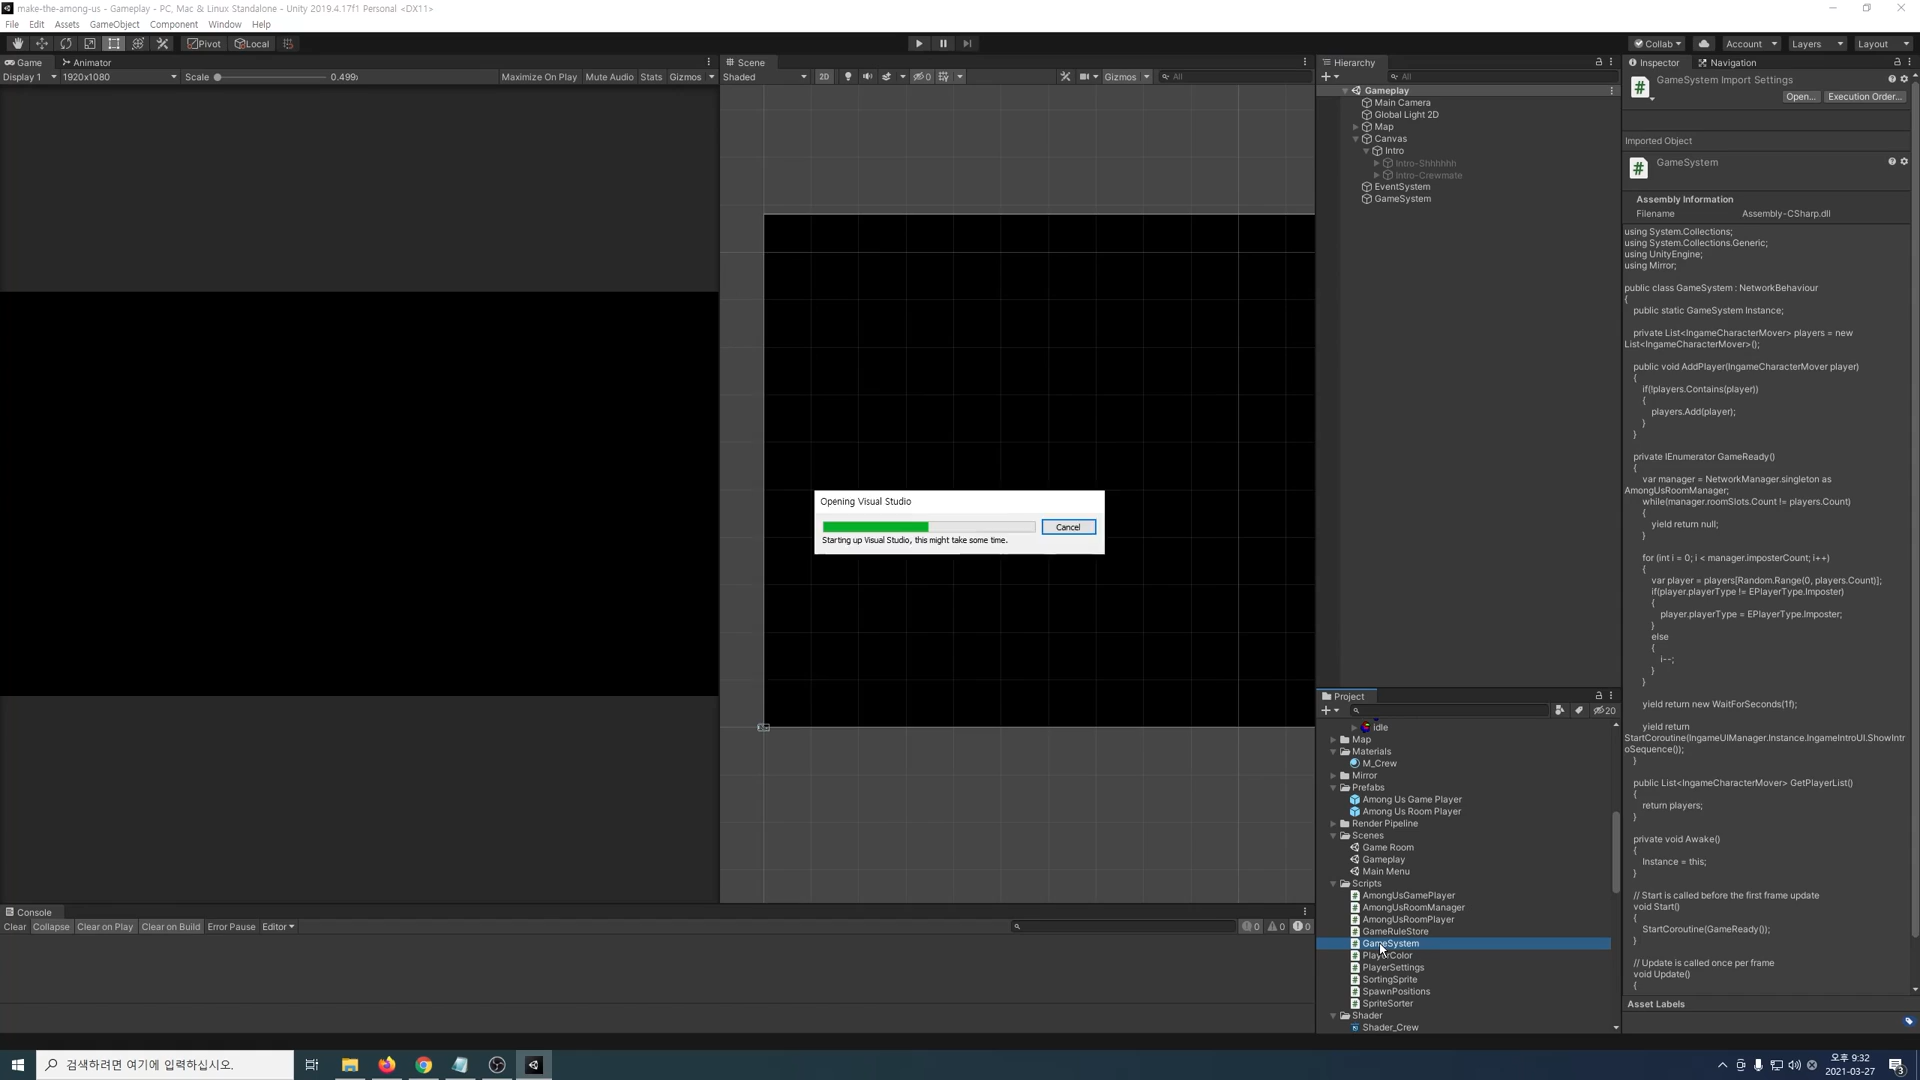 make-the-among-us - Gameplay - PC, Mac & Linux Standalone - Unity 2019.4.17f1 Personal <DX11>
File Edit Assets GameObject Component Window Help
Pivot Local
Collab Account Layers Layout
Game Animator
Display 1 1920x1080 Scale 0.499x Maximize On Play Mute Audio Stats Gizmos
Scene
Shaded 2D 0 Gizmos All
Hierarchy
All
Gameplay
Main Camera
Global Light 2D
Map
Canvas
Intro
Intro-Shhhhhh
Intro-Crewmate
EventSystem
GameSystem
Opening Visual Studio
Cancel
Starting up Visual Studio, this might take some time.
Project
20
idle
Map
Materials
M_Crew
Mirror
Prefabs
Among Us Game Player
Among Us Room Player
Render Pipeline
Scenes
Game Room
Gameplay
Main Menu
Scripts
AmongUsGamePlayer
AmongUsRoomManager
AmongUsRoomPlayer
GameRuleStore
GameSystem
PlayerColor
PlayerSettings
SortingSprite
SpawnPositions
SpriteSorter
Shader
Shader_Crew
Console
Clear Collapse Clear on Play Clear on Build Error Pause Editor 0 0 0
Inspector Navigation
GameSystem Import Settings
Open... Execution Order...
Imported Object
GameSystem
Assembly Information
Filename Assembly-CSharp.dll
using System.Collections;
using System.Collections.Generic;
using UnityEngine;
using Mirror;
public class GameSystem : NetworkBehaviour
{
public static GameSystem Instance;
private List<IngameCharacterMover> players = new
List<IngameCharacterMover>();
public void AddPlayer(IngameCharacterMover player)
{
if(!players.Contains(player))
{
players.Add(player);
}
}
private IEnumerator GameReady()
{
var manager = NetworkManager.singleton as
AmongUsRoomManager;
while(manager.roomSlots.Count != players.Count)
{
yield return null;
}
for (int i = 0; i < manager.imposterCount; i++)
{
var player = players[Random.Range(0, players.Count)];
if(player.playerType != EPlayerType.Imposter)
{
player.playerType = EPlayerType.Imposter;
}
else
{
i--;
}
}
yield return new WaitForSeconds(1f);
yield return
StartCoroutine(IngameUIManager.Instance.IngameIntroUI.ShowInt
roSequence());
}
public List<IngameCharacterMover> GetPlayerList()
{
return players;
}
private void Awake()
{
Instance = this;
}
// Start is called before the first frame update
void Start()
{
StartCoroutine(GameReady());
}
// Update is called once per frame
void Update()
{
Asset Labels
검색하려면 여기에 입력하십시오.
오후 9:32
2021-03-27
3